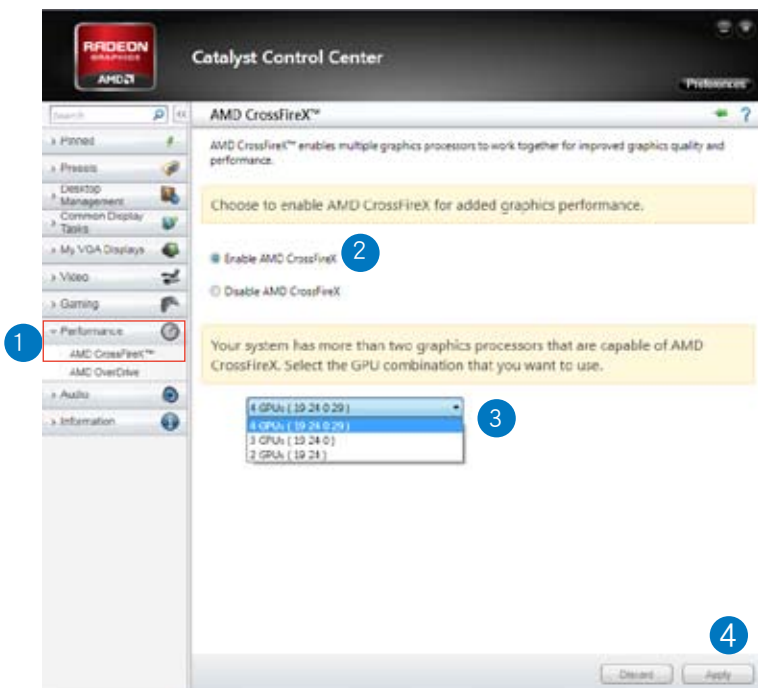 RADEON
GRAPHICS
AMD
Catalyst Control Center
Preferences
Search
AMD CrossFireX™
Pinned
Presets
Desktop
Management
Common Display
Tasks
My VGA Displays
Video
Gaming
1
Performance
AMD CrossFireX™
AMD OverDrive
Audio
Information
AMD CrossFireX™ enables multiple graphics processors to work together for improved graphics quality and
performance.
Choose to enable AMD CrossFireX for added graphics performance.
Enable AMD CrossFireX
2
Disable AMD CrossFireX
Your system has more than two graphics processors that are capable of AMD
CrossFireX. Select the GPU combination that you want to use.
4 GPUs ( 19 24 0 29 )
3
4 GPUs ( 19 24 0 29 )
3 GPUs ( 19 24 0 )
2 GPUs ( 19 24 )
4
Discard
Apply